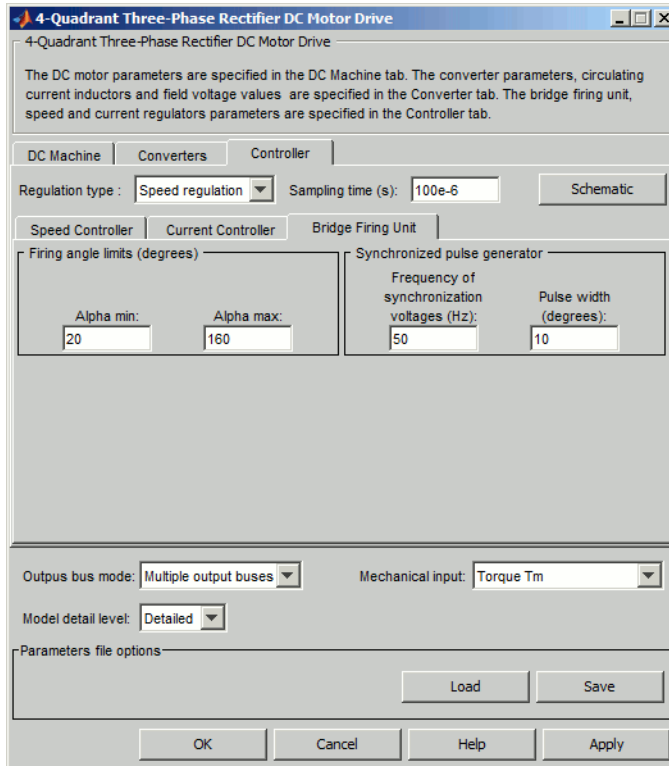 4-Quadrant Three-Phase Rectifier DC Motor Drive
4-Quadrant Three-Phase Rectifier DC Motor Drive
The DC motor parameters are specified in the DC Machine tab. The converter parameters, circulating
current inductors and field voltage values are specified in the Converter tab. The bridge firing unit,
speed and current regulators parameters are specified in the Controller tab.
DC Machine Converters Controller
Regulation type : Speed regulation Sampling time (s): 100e-6 Schematic
Speed Controller Current Controller Bridge Firing Unit
Firing angle limits (degrees)
Alpha min: Alpha max:
20 160
Synchronized pulse generator
Frequency of
synchronization
voltages (Hz):
50
Pulse width
(degrees):
10
Outpus bus mode: Multiple output buses Mechanical input: Torque Tm
Model detail level: Detailed
Parameters file options
Load Save
OK Cancel Help Apply